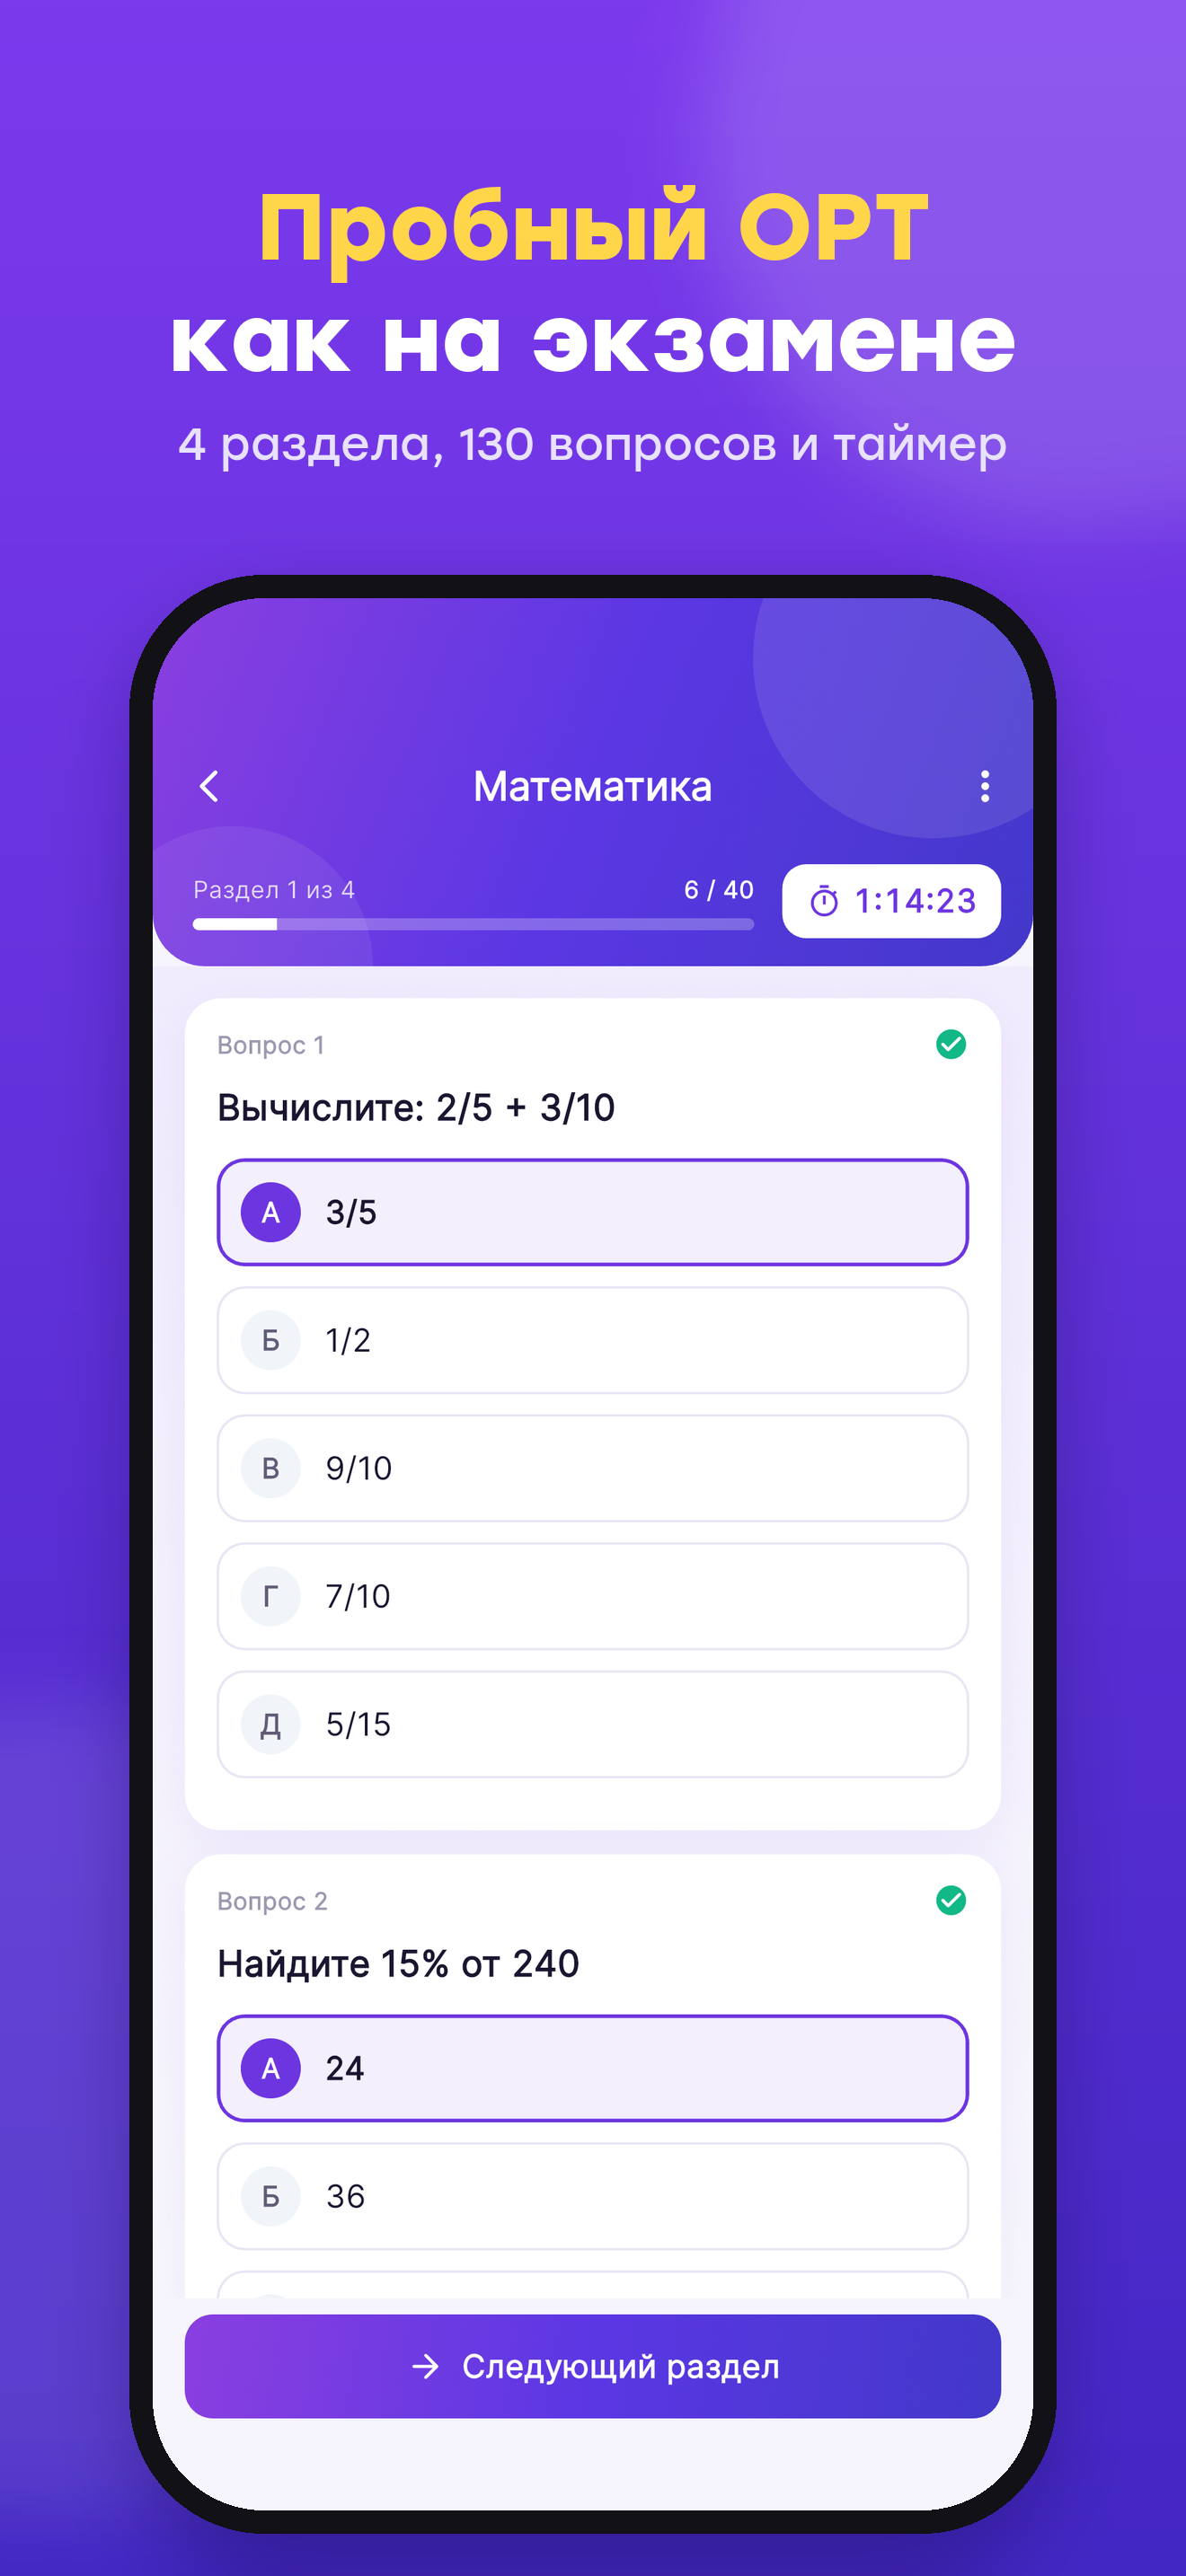 Пробный ОРТ
как на экзамене
4 раздела, 130 вопросов и таймер
Математика
Раздел 1 из 4
6 / 40
1:14:23
Вопрос 1
Вычислите: 2/5 + 3/10
А 3/5
Б 1/2
В 9/10
Г 7/10
Д 5/15
Вопрос 2
Найдите 15% от 240
А 24
Б 36
Следующий раздел